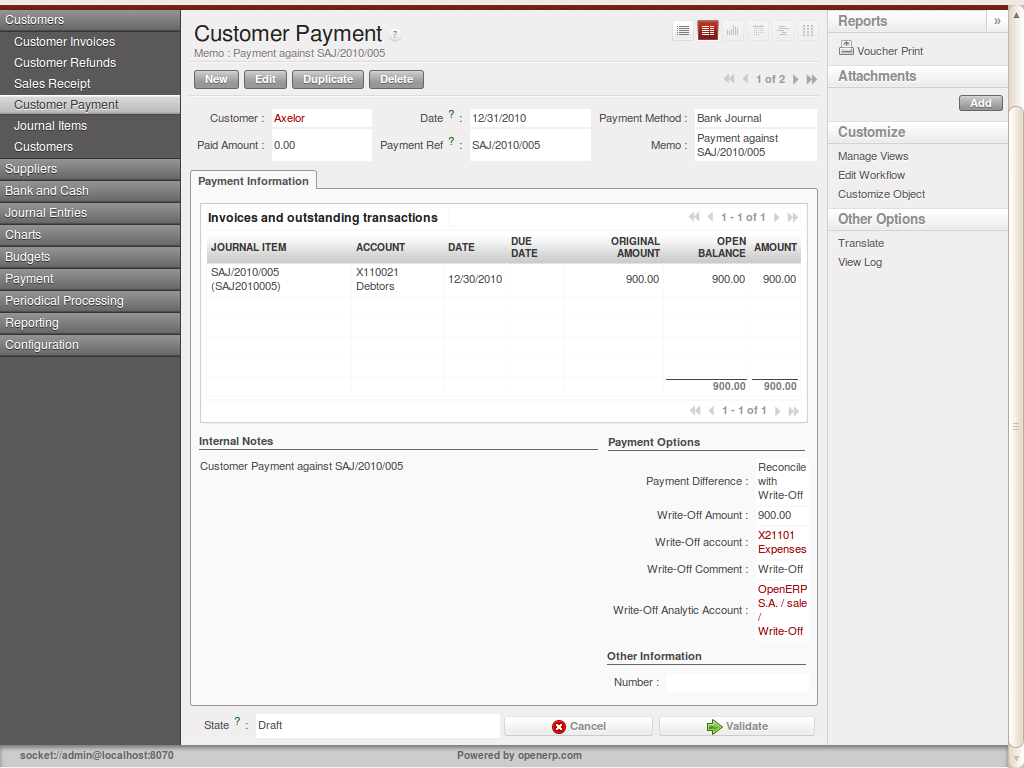 Customers
Customer Invoices
Customer Refunds
Sales Receipt
Customer Payment
Journal Items
Customers
Suppliers
Bank and Cash
Journal Entries
Charts
Budgets
Payment
Periodical Processing
Reporting
Configuration
Customer Payment ?
Memo : Payment against SAJ/2010/005
New Edit Duplicate Delete 1 of 2
Customer : Axelor Date ? : 12/31/2010 Payment Method : Bank Journal
Paid Amount : 0.00 Payment Ref ? : SAJ/2010/005 Memo : Payment against
SAJ/2010/005
Payment Information
Invoices and outstanding transactions 1 - 1 of 1
JOURNAL ITEM ACCOUNT DATE DUE DATE ORIGINAL AMOUNT OPEN BALANCE AMOUNT
SAJ/2010/005 (SAJ2010005) X110021 Debtors 12/30/2010 900.00 900.00 900.00
900.00 900.00
1 - 1 of 1
Internal Notes
Customer Payment against SAJ/2010/005
Payment Options
Payment Difference : Reconcile
with
Write-Off
Write-Off Amount : 900.00
Write-Off account : X21101
Expenses
Write-Off Comment : Write-Off
Write-Off Analytic Account : OpenERP
S.A. / sale
/
Write-Off
Other Information
Number :
State ? : Draft Cancel Validate
Reports »
Voucher Print
Attachments
Add
Customize
Manage Views
Edit Workflow
Customize Object
Other Options
Translate
View Log
socket://admin@localhost:8070 Powered by openerp.com